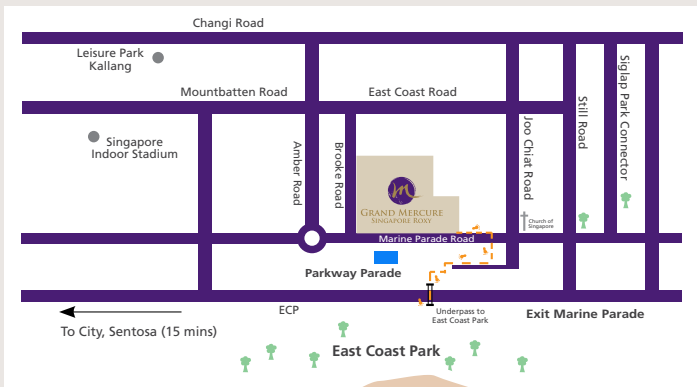 Changi Road
Leisure Park
Kallang
Mountbatten Road
East Coast Road
Singapore
Indoor Stadium
Amber Road
Brooke Road
Joo Chiat Road
Still Road
Siglap Park Connector
m
GRAND MERCURE
SINGAPORE ROXY
Church of
Singapore
Marine Parade Road
Parkway Parade
ECP
Underpass to
East Coast Park
Exit Marine Parade
To City, Sentosa (15 mins)
East Coast Park